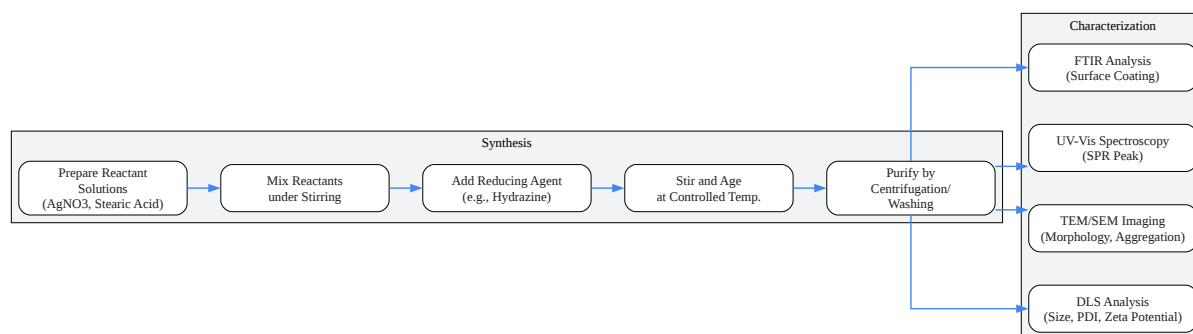 Synthesis
Prepare Reactant
Solutions
(AgNO3, Stearic Acid)
Mix Reactants
under Stirring
Add Reducing Agent
(e.g., Hydrazine)
Stir and Age
at Controlled Temp.
Purify by
Centrifugation/
Washing
Characterization
FTIR Analysis
(Surface Coating)
UV-Vis Spectroscopy
(SPR Peak)
TEM/SEM Imaging
(Morphology, Aggregation)
DLS Analysis
(Size, PDI, Zeta Potential)